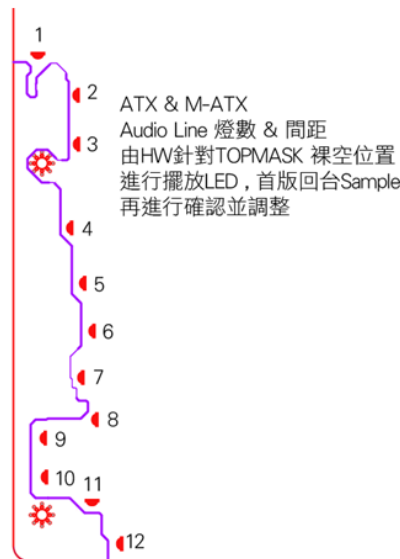 1
2
ATX & M-ATX
Audio Line 燈數 & 間距
3
由HW針對TOPMASK 裸空位置
進行擺放LED , 首版回台Sample
再進行確認並調整
4
5
6
7
8
9
10
11
12